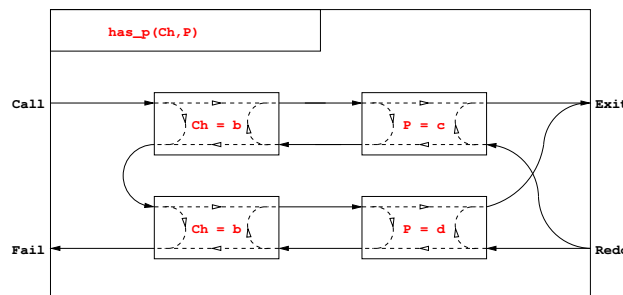 has_p(Ch,P)
Call
Exit
Ch = b
P = c
Ch = b
P = d
Fail
Redo